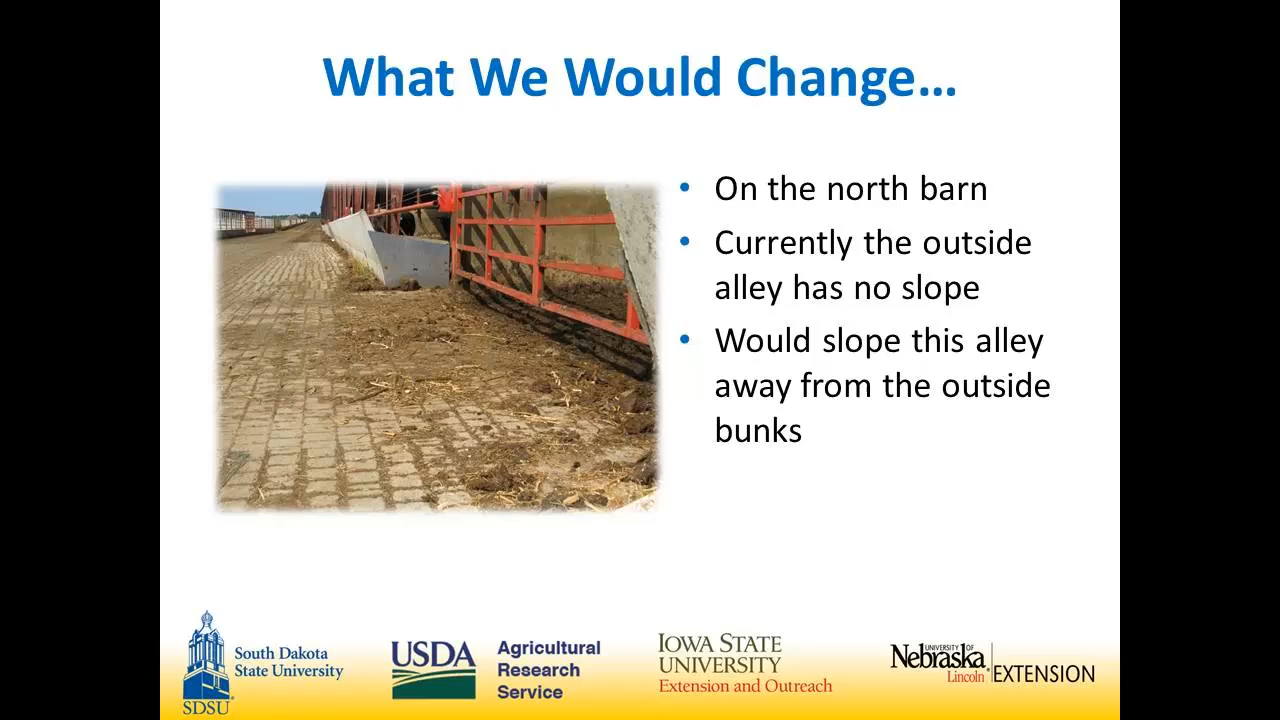 What We Would Change…
• On the north barn
• Currently the outside
alley has no slope
• Would slope this alley
away from the outside
bunks
South Dakota
State University
SDSU
USDA
Agricultural
Research
Service
IOWA STATE
UNIVERSITY
Extension and Outreach
UNIVERSITY OF
Nebraska
Lincoln
EXTENSION